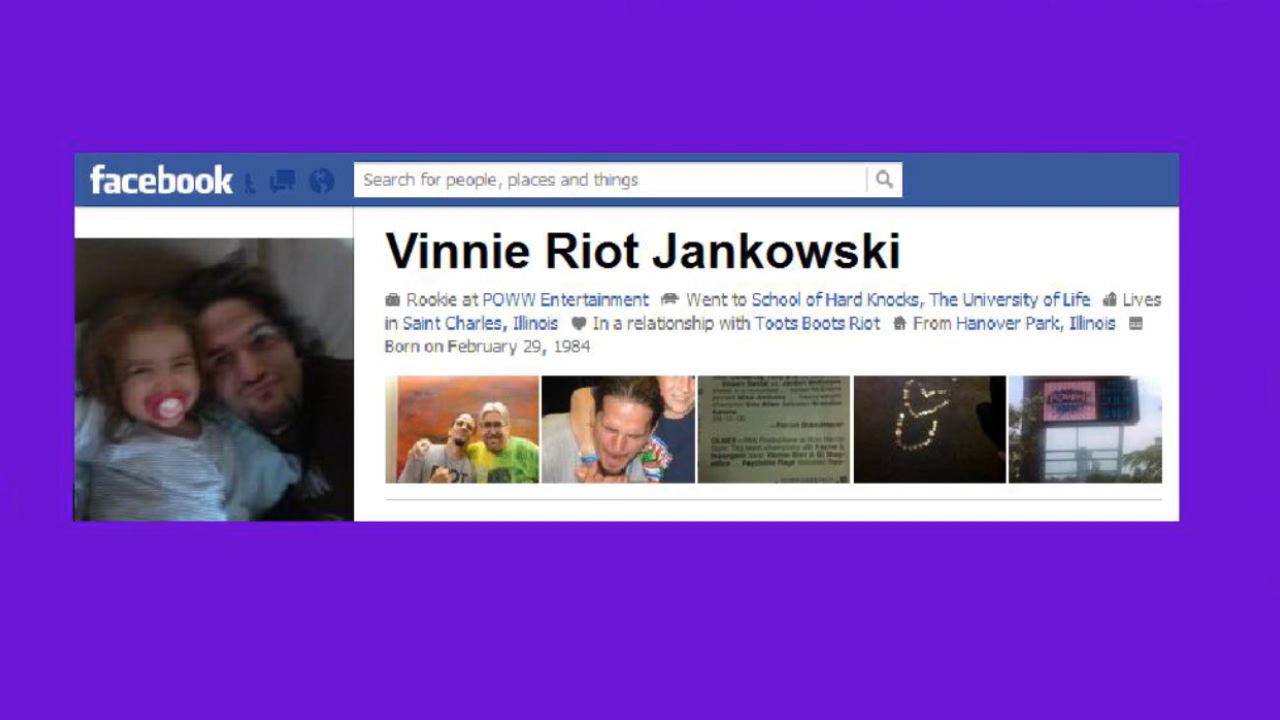 facebook
Search for people, places and things
Vinnie Riot Jankowski
Rookie at POWW Entertainment Went to School of Hard Knocks, The University of Life Lives
in Saint Charles, Illinois In a relationship with Toots Boots Riot From Hanover Park, Illinois
Born on February 29, 1984